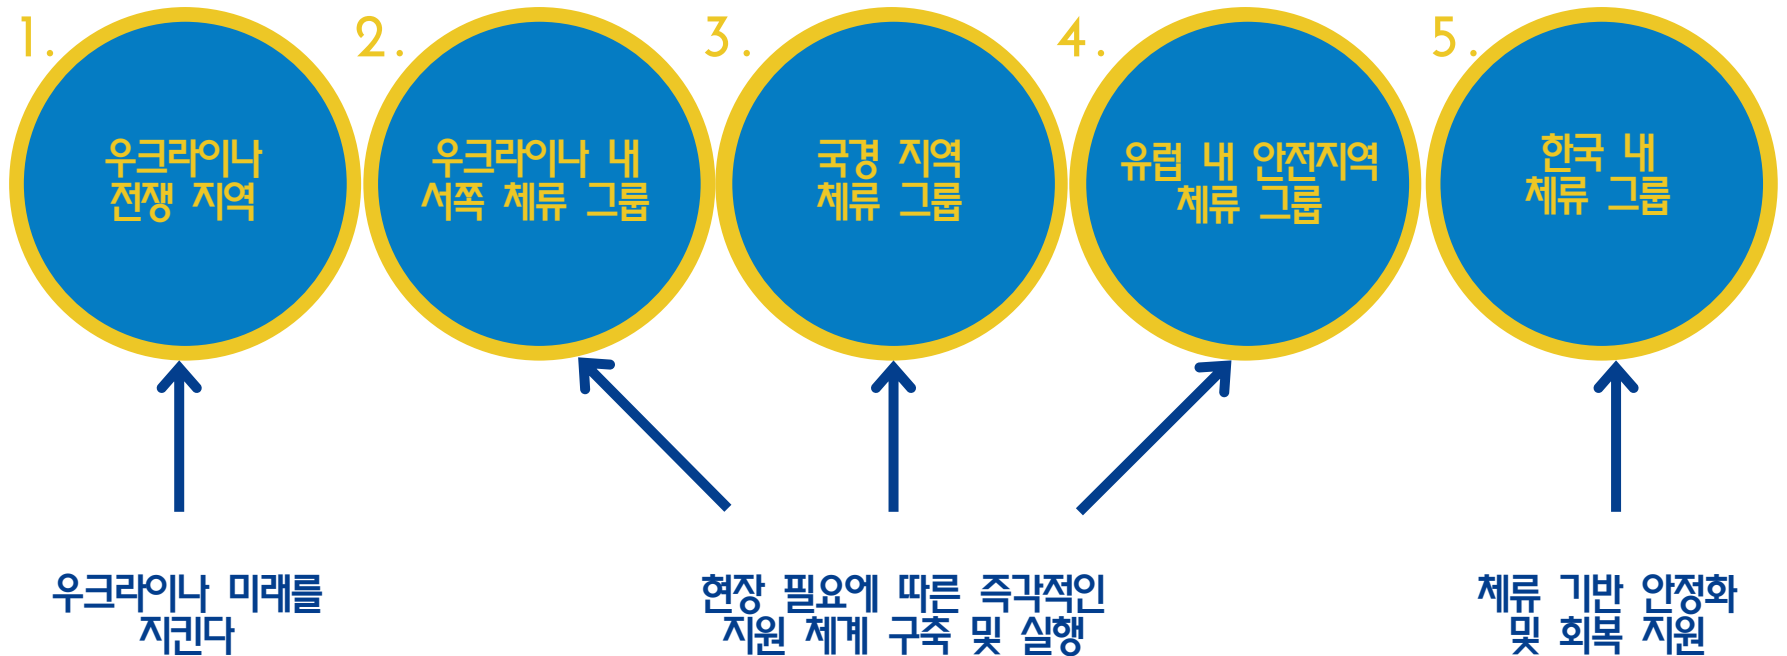 1.
우크라이나
전쟁 지역
2.
우크라이나 내
서쪽 체류 그룹
3.
국경 지역
체류 그룹
4.
유럽 내 안전지역
체류 그룹
5.
한국 내
체류 그룹
우크라이나 미래를
지킨다
현장 필요에 따른 즉각적인
지원 체계 구축 및 실행
체류 기반 안정화
및 회복 지원